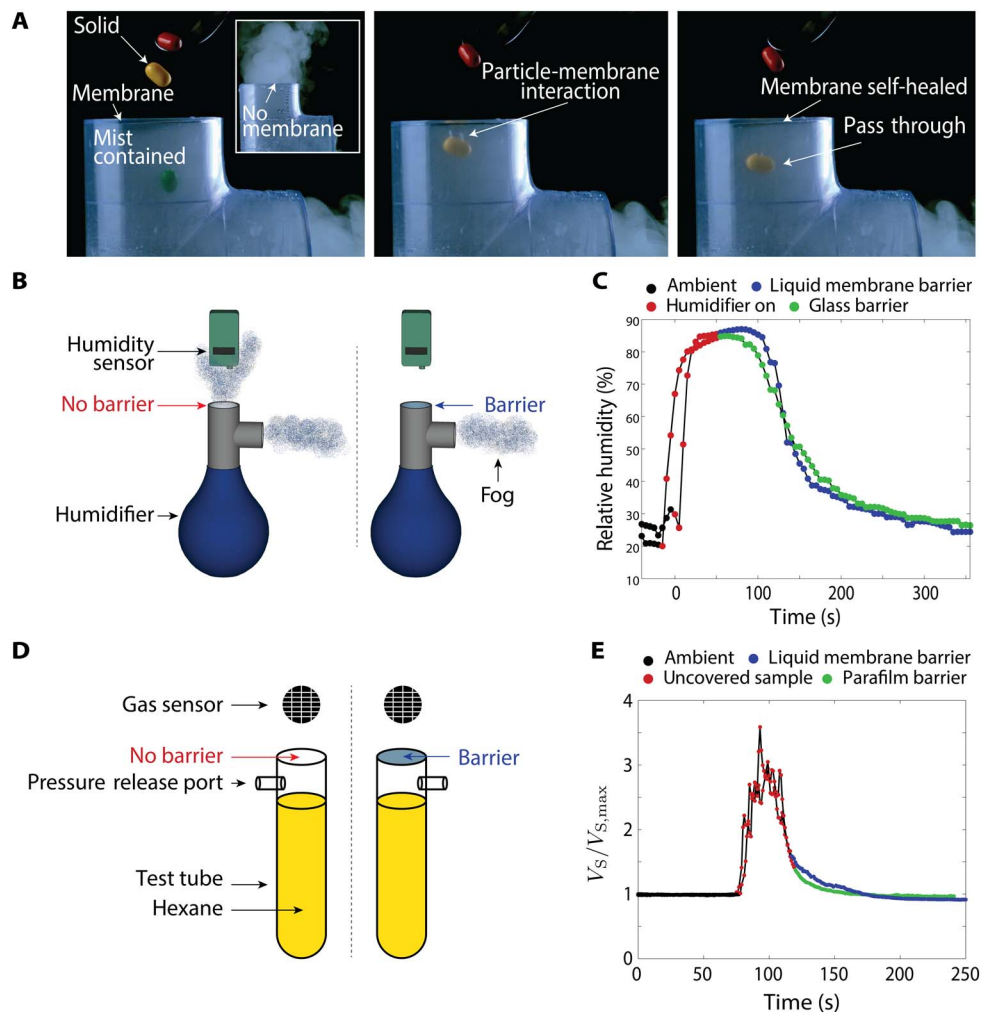 A
Solid
Membrane
Mist
contained
No
membrane
Particle-membrane
interaction
Membrane self-healed
Pass through
B
Humidity
sensor
No barrier
Barrier
Fog
Humidifier
C
Ambient
Liquid membrane barrier
Humidifier on
Glass barrier
Relative humidity (%)
90
80
70
60
50
40
30
20
10
0
100
200
300
Time (s)
D
Gas sensor
No barrier
Barrier
Pressure release port
Test tube
Hexane
E
Ambient
Liquid membrane barrier
Uncovered sample
Parafilm barrier
V_S/V_S,max
4
3
2
1
0
0
50
100
150
200
250
Time (s)